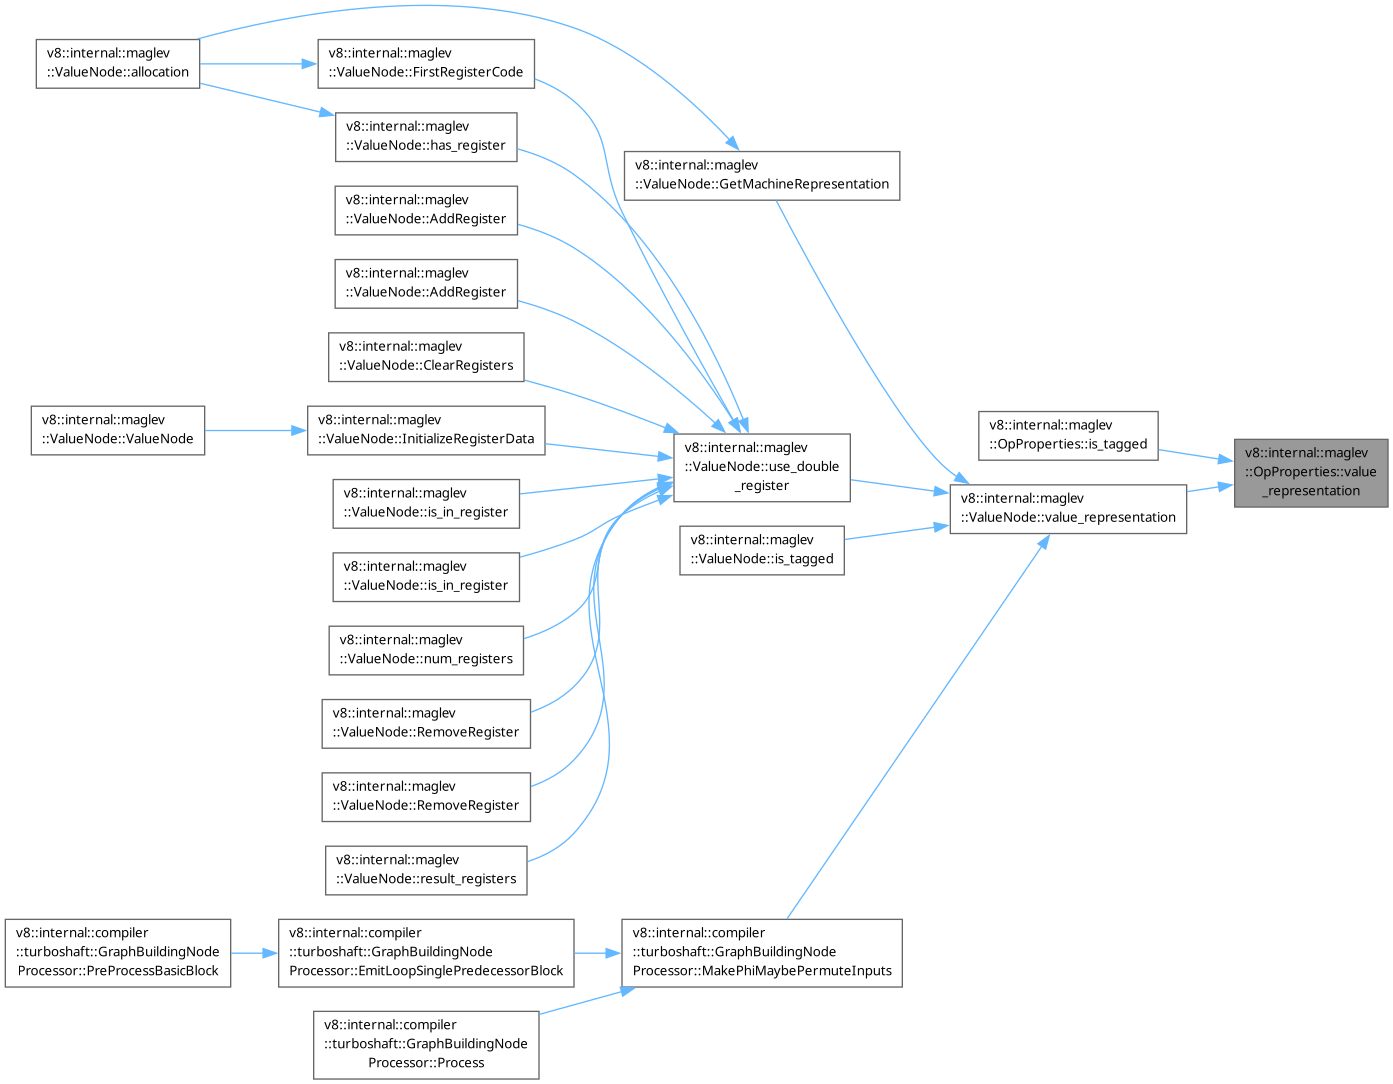 v8::internal::maglev
::ValueNode::allocation
v8::internal::maglev
::ValueNode::FirstRegisterCode
v8::internal::maglev
::ValueNode::has_register
v8::internal::maglev
::ValueNode::GetMachineRepresentation
v8::internal::maglev
::ValueNode::AddRegister
v8::internal::maglev
::ValueNode::AddRegister
v8::internal::maglev
::ValueNode::ClearRegisters
v8::internal::maglev
::ValueNode::ValueNode
v8::internal::maglev
::ValueNode::InitializeRegisterData
v8::internal::maglev
::ValueNode::use_double
_register
v8::internal::maglev
::OpProperties::is_tagged
v8::internal::maglev
::OpProperties::value
_representation
v8::internal::maglev
::ValueNode::is_in_register
v8::internal::maglev
::ValueNode::value_representation
v8::internal::maglev
::ValueNode::is_tagged
v8::internal::maglev
::ValueNode::is_in_register
v8::internal::maglev
::ValueNode::num_registers
v8::internal::maglev
::ValueNode::RemoveRegister
v8::internal::maglev
::ValueNode::RemoveRegister
v8::internal::maglev
::ValueNode::result_registers
v8::internal::compiler
::turboshaft::GraphBuildingNode
Processor::PreProcessBasicBlock
v8::internal::compiler
::turboshaft::GraphBuildingNode
Processor::EmitLoopSinglePredecessorBlock
v8::internal::compiler
::turboshaft::GraphBuildingNode
Processor::MakePhiMaybePermuteInputs
v8::internal::compiler
::turboshaft::GraphBuildingNode
Processor::Process